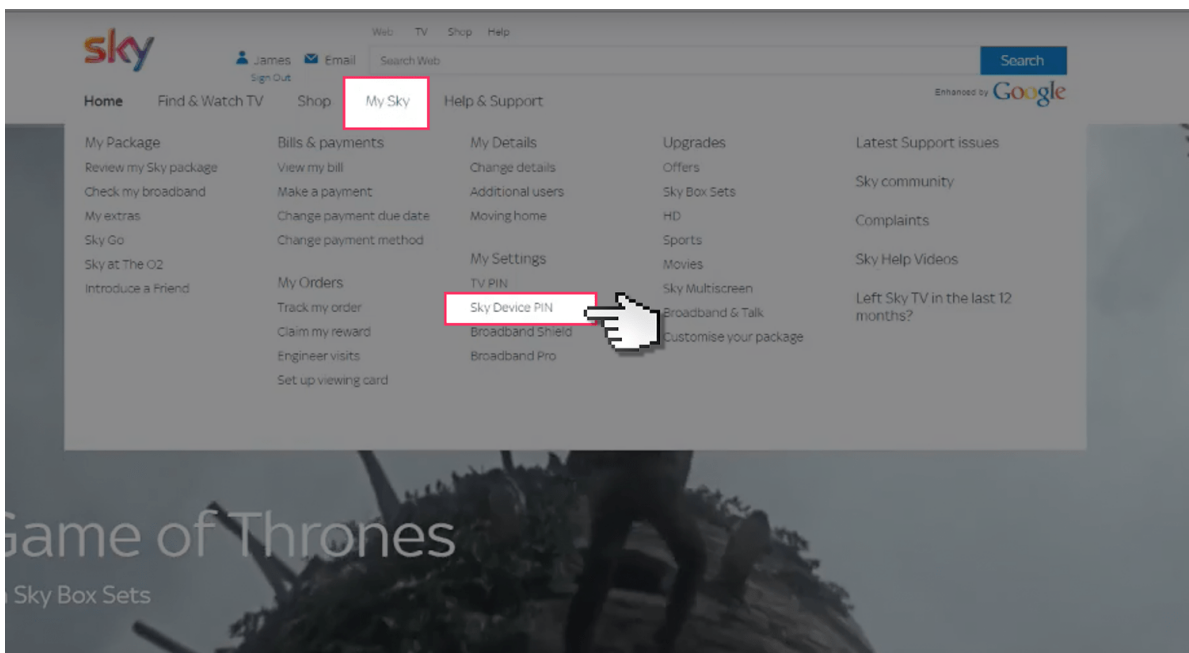 Web TV Shop Help
sky
James Email Search Web Search
Sign Out
Enhanced by Google
Home Find & Watch TV Shop My Sky Help & Support
My Package
Review my Sky package
Check my broadband
My extras
Sky Go
Sky at The O2
Introduce a Friend
Bills & payments
View my bill
Make a payment
Change payment due date
Change payment method
My Orders
Track my order
Claim my reward
Engineer visits
Set up viewing card
My Details
Change details
Additional users
Moving home
My Settings
TV PIN
Sky Device PIN
Broadband Shield
Broadband Pro
Upgrades
Offers
Sky Box Sets
HD
Sports
Movies
Sky Multiscreen
Broadband & Talk
Customise your package
Latest Support issues
Sky community
Complaints
Sky Help Videos
Left Sky TV in the last 12
months?
Game of Thrones
Sky Box Sets